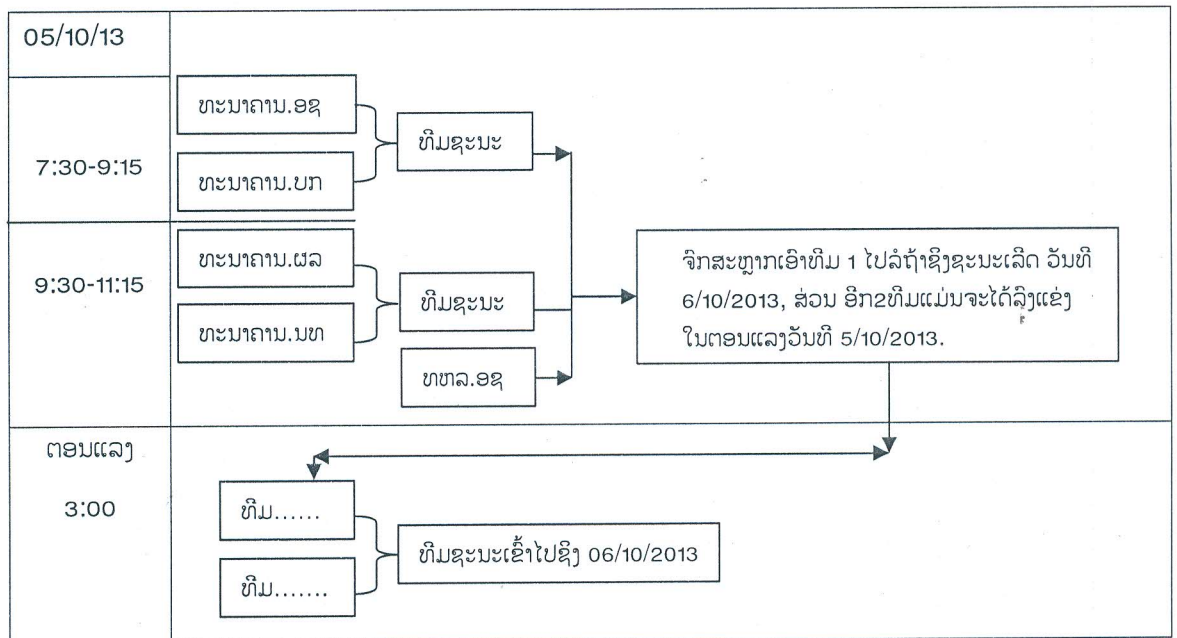 05/10/13
ທະນາຄານ.ອຊ
7:30-9:15
ທີມຊະນະ
ທະນາຄານ.ບກ
ທະນາຄານ.ຜລ
9:30-11:15
ທີມຊະນະ
ທະນາຄານ.ນທ
ທຫລ.ອຊ
ຈົກສະຫຼາກເອົາທີມ 1 ໄປລໍຖ້າຊິງຊະນະເລີດ ວັນທີ
6/10/2013, ສ່ວນ ອີກ2ທີມແມ່ນຈະໄດ້ລົງແຂ່ງ
ໃນຕອນແລງວັນທີ 5/10/2013.
ຕອນແລງ
3:00
ທີມ......
ທີມຊະນະເຂົ້າໄປຊິງ 06/10/2013
ທີມ.......